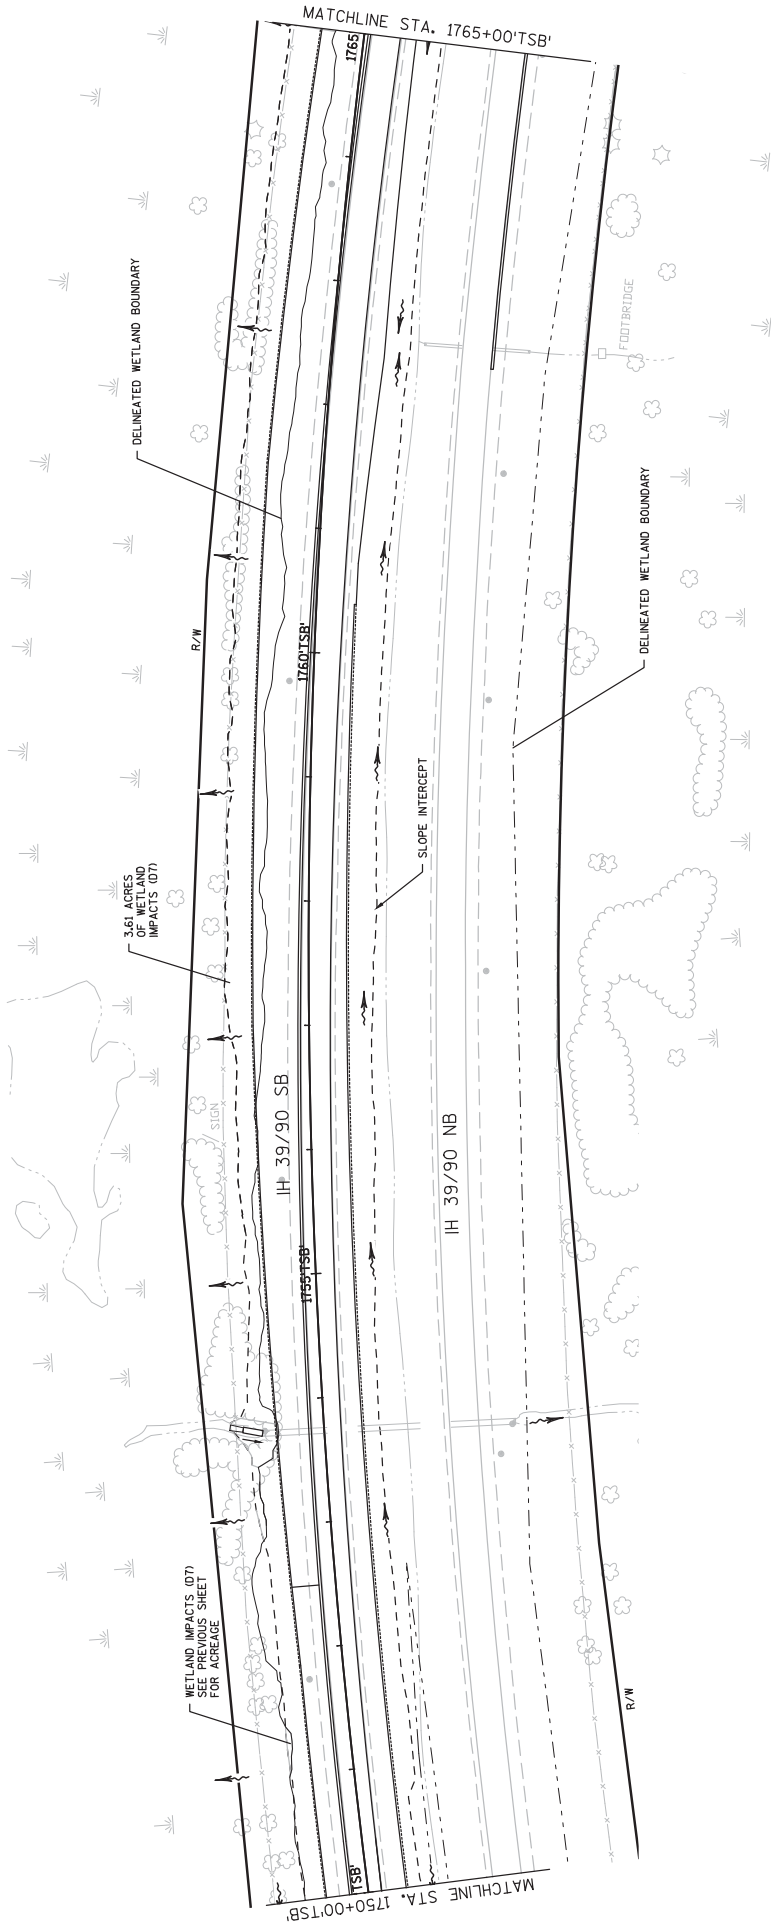 MATCHLINE STA. 1765+00'TSB'
1765
DELINEATED WETLAND BOUNDARY
FOOTBRIDGE
R/W
1760'TSB'
DELINEATED WETLAND BOUNDARY
SLOPE INTERCEPT
3.61 ACRES
OF WETLAND
IMPACTS (D7)
SIGN
IH 39/90 SB
IH 39/90 NB
1755'TSB'
WETLAND IMPACTS (D7)
SEE PREVIOUS SHEET
FOR ACREAGE
R/W
TSB'
MATCHLINE STA. 1750+00'TSB'